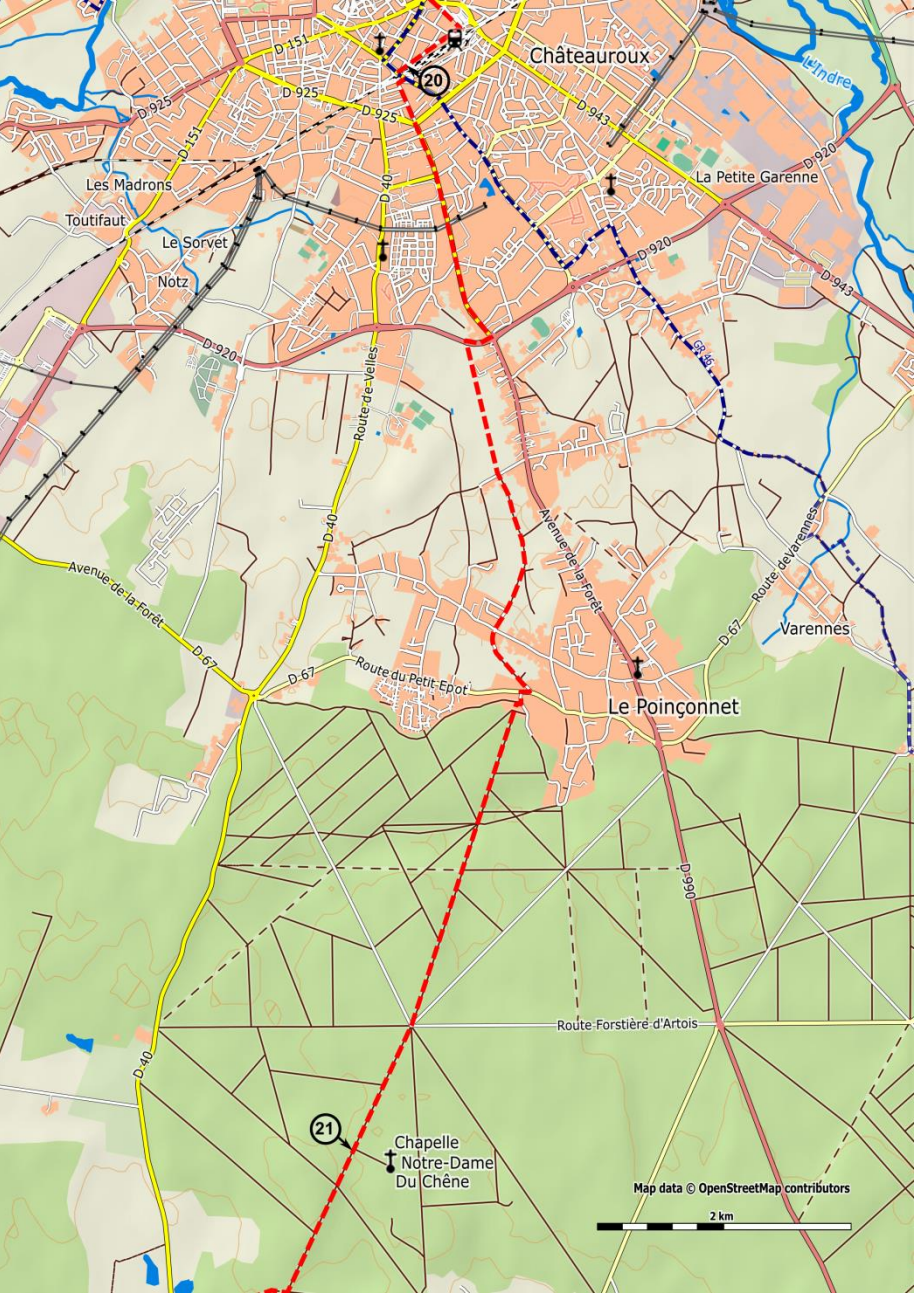 Châteauroux
D 151
20
L'Indre
D 925
D 925
D 925
D 943
D 151
D 920
La Petite Garenne
Les Madrons
D 40
Toutifaut
Le Sorvet
D 920
Notz
D 943
D 920
GR 46
Route de Velles
D 40
Avenue de la Forêt
Route deVarennes
Avenue de la Forêt
Varennes
D 67
D 67
D 67
Route du Petit Epot
Le Poinçonnet
D 990
Route Forstière d'Artois
D 40
21
Chapelle
Notre-Dame
Du Chêne
Map data © OpenStreetMap contributors
2 km